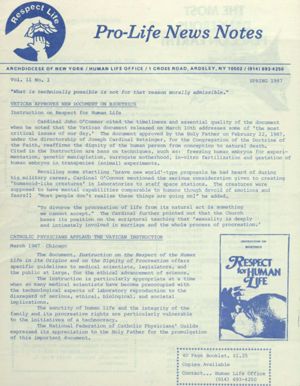 Respect Life
Pro-Life News Notes
ARCHDIOCESE OF NEW YORK / HUMAN LIFE OFFICE / 1 CROSS ROAD, ARDSLEY, NY 10502 / (914) 693-4250
Vol. 11 No. 1 SPRING 1987
"What is technically possible is not for that reason morally admissible."
VATICAN APPROVES NEW DOCUMENT ON BIOETHICS
Instruction on Respect for Human Life
Cardinal John O'Connor cited the timeliness and essential quality of the document
when he noted that the Vatican document released on March 10th addresses some of "the most
critical issues of our day." The document approved by the Holy Father on February 22, 1987,
under the directorship of Joseph Cardinal Ratzinger, for the Congregation of the Doctrine of
the Faith, reaffirms the dignity of the human person from conception to natural death.
Cited in the Instruction are bans on techniques, such as: freezing human embryos for experi-
mentation, genetic manipulation, surrogate motherhood, in-vitro fertilization and gestation of
human embryos in transgenic (animal) experiments.
Recalling some startling 'brave new world'-type proposals he had heard of during
his military career, Cardinal O'Connor mentioned the serious consideration given to creating
"humanoid-like creatures" in laboratories to staff space stations. The creatures were
supposed to have mental capabilities comparable to humans though devoid of emotions and
fears! "Most people don't realize these things are going on!" he added,
"To divorce the procreation of life from its natural act is something
we cannot accept." The Cardinal further pointed out that the Church
bases its position on the scriptural teaching that "sexuality is deeply
and intimately involved in marriage and the whole process of procreation."
CATHOLIC PHYSICIANS APPLAUD THE VATICAN INSTRUCTION
March 1987 Chicago
The Document, Instruction on the Respect of the Human
Life in its Origins and on the Dignity of Procreation offers
specific guidelines to medical scientists, legislators, and
the public at large, for the ethical advancement of science.
The Instruction is particularly appropriate at a time
when so many medical scientists have become preoccupied with
the technical aspects of laboratory reproduction to the
disregard of serious, ethical, biological, and societal
implications.
The sanctity of human life and the integrity of the
family and its procreative rights are particularly vulnerable
to the initiatives of a technocracy.
The National Federation of Catholic Physicians' Guilds
expressed its appreciation to the Holy Father for the promulgation
of this important document.
INSTRUCTION ON
RESPECT
for HUMAN
LIFE
40 Page Booklet, $1.25
Copies Available
Contact... Human Life Office
(914) 693-4250